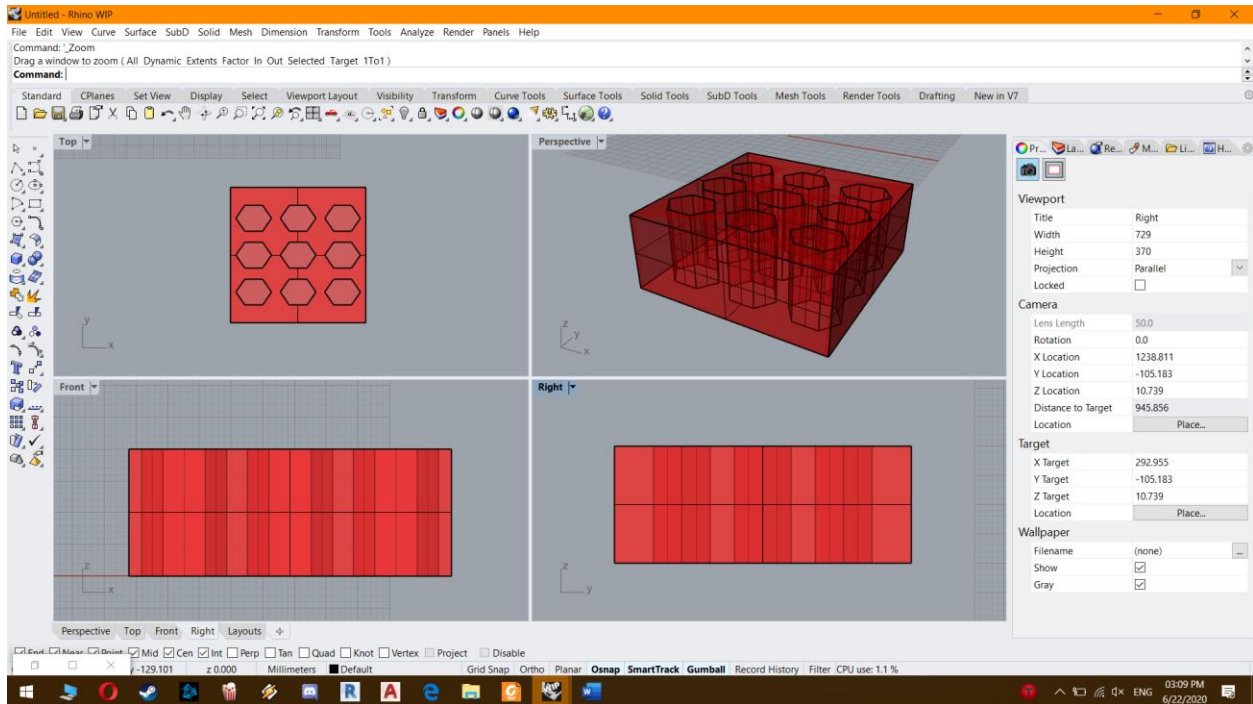 Untitled - Rhino WIP
File Edit View Curve Surface SubD Solid Mesh Dimension Transform Tools Analyze Render Panels Help
Command: '_Zoom
Drag a window to zoom ( All Dynamic Extents Factor In Out Selected Target 1To1 )
Command:
Standard CPlanes Set View Display Select Viewport Layout Visibility Transform Curve Tools Surface Tools Solid Tools SubD Tools Mesh Tools Render Tools Drafting New in V7
Top
Perspective
Pr... La... Re... M... Li... H...
Viewport
Title Right
Width 729
Height 370
Projection Parallel
Locked
Camera
Lens Length 50.0
Rotation 0.0
X Location 1238.811
Y Location -105.183
Z Location 10.739
Distance to Target 945.856
Location Place...
Target
X Target 292.955
Y Target -105.183
Z Target 10.739
Location Place...
Wallpaper
Filename (none) ...
Show
Gray
y
x
z
y
x
Front
Right
z
x
z
y
Perspective Top Front Right Layouts
End Near Point Mid Cen Int Perp Tan Quad Knot Vertex Project Disable
-129.101 z 0.000 Millimeters Default Grid Snap Ortho Planar Osnap SmartTrack Gumball Record History Filter CPU use: 1.1 %
ENG
03:09 PM
6/22/2020